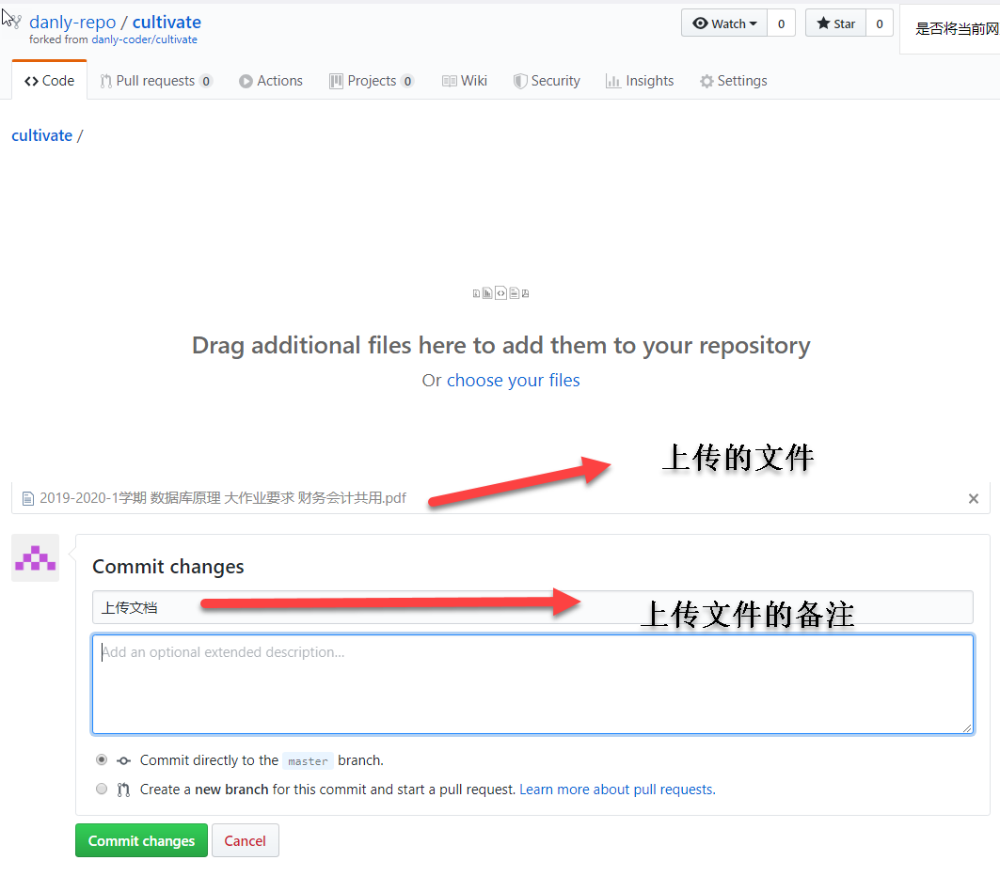 danly-repo / cultivate
forked from danly-coder/cultivate
Watch 0 Star 0
是否将当前网
Code Pull requests 0 Actions Projects 0 Wiki Security Insights Settings
cultivate /
Drag additional files here to add them to your repository
Or choose your files
上传的文件
2019-2020-1学期 数据库原理 大作业要求 财务会计共用.pdf
Commit changes
上传文档
上传文件的备注
Add an optional extended description...
Commit directly to the master branch.
Create a new branch for this commit and start a pull request. Learn more about pull requests.
Commit changes Cancel